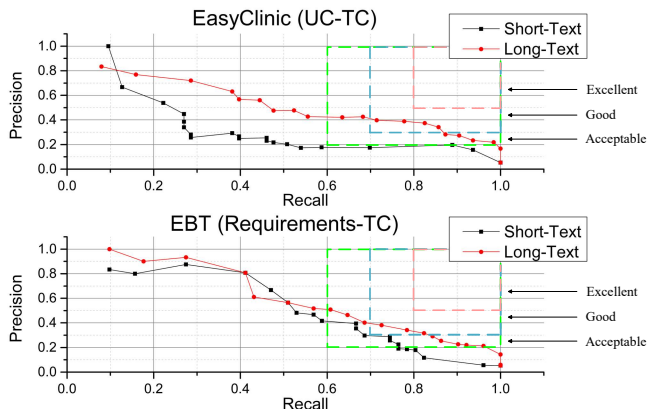 EasyClinic (UC-TC)
Short-Text
Long-Text
Precision
1.0
0.8
0.6
0.4
0.2
0.0
Excellent
Good
Acceptable
0.0 0.2 0.4 0.6 0.8 1.0
Recall
EBT (Requirements-TC)
Short-Text
Long-Text
Precision
1.0
0.8
0.6
0.4
0.2
0.0
Excellent
Good
Acceptable
0.0 0.2 0.4 0.6 0.8 1.0
Recall